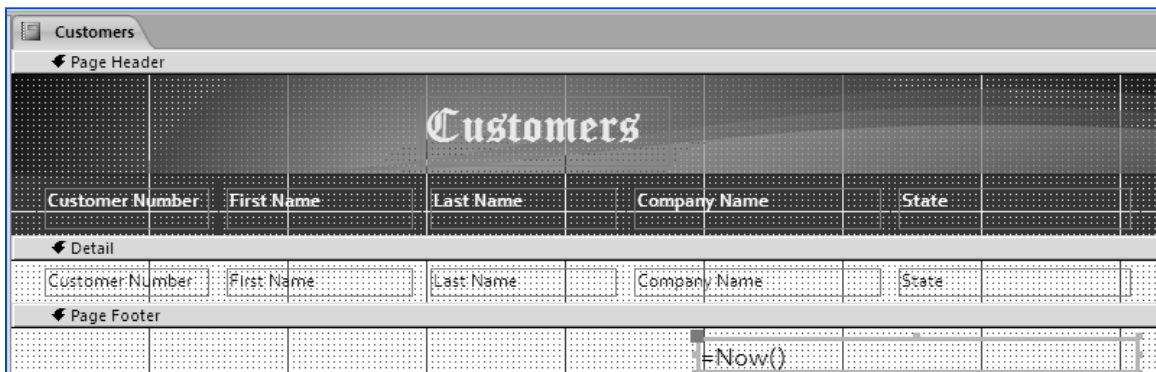 Customers
Page Header
Customers
Customer Number First Name Last Name Company Name State
Detail
Customer Number First Name Last Name Company Name State
Page Footer
=Now()